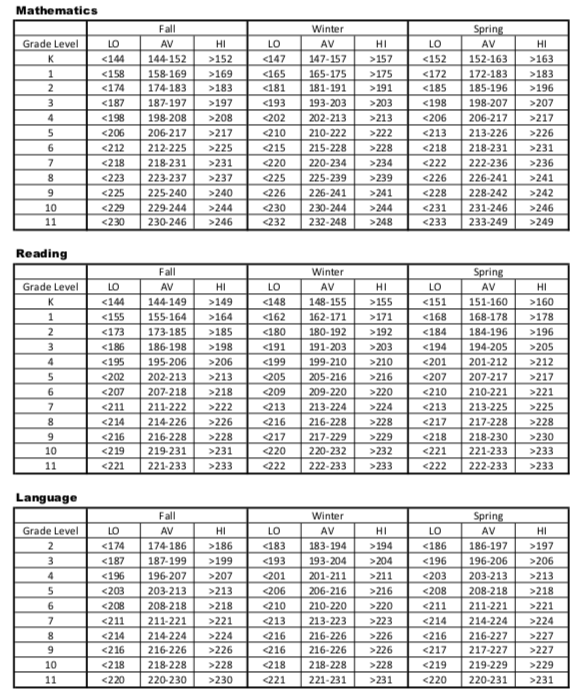 Mathematics
Fall Winter Spring
Grade Level LO AV HI LO AV HI LO AV HI
K <144 144-152 >152 <147 147-157 >157 <152 152-163 >163
1 <158 158-169 >169 <165 165-175 >175 <172 172-183 >183
2 <174 174-183 >183 <181 181-191 >191 <185 185-196 >196
3 <187 187-197 >197 <193 193-203 >203 <198 198-207 >207
4 <198 198-208 >208 <202 202-213 >213 <206 206-217 >217
5 <206 206-217 >217 <210 210-222 >222 <213 213-226 >226
6 <212 212-225 >225 <215 215-228 >228 <218 218-231 >231
7 <218 218-231 >231 <220 220-234 >234 <222 222-236 >236
8 <223 223-237 >237 <225 225-239 >239 <226 226-241 >241
9 <225 225-240 >240 <226 226-241 >241 <228 228-242 >242
10 <229 229-244 >244 <230 230-244 >244 <231 231-246 >246
11 <230 230-246 >246 <232 232-248 >248 <233 233-249 >249
Reading
Fall Winter Spring
Grade Level LO AV HI LO AV HI LO AV HI
K <144 144-149 >149 <148 148-155 >155 <151 151-160 >160
1 <155 155-164 >164 <162 162-171 >171 <168 168-178 >178
2 <173 173-185 >185 <180 180-192 >192 <184 184-196 >196
3 <186 186-198 >198 <191 191-203 >203 <194 194-205 >205
4 <195 195-206 >206 <199 199-210 >210 <201 201-212 >212
5 <202 202-213 >213 <205 205-216 >216 <207 207-217 >217
6 <207 207-218 >218 <209 209-220 >220 <210 210-221 >221
7 <211 211-222 >222 <213 213-224 >224 <213 213-225 >225
8 <214 214-226 >226 <216 216-228 >228 <217 217-228 >228
9 <216 216-228 >228 <217 217-229 >229 <218 218-230 >230
10 <219 219-231 >231 <220 220-232 >232 <221 221-233 >233
11 <221 221-233 >233 <222 222-233 >233 <222 222-233 >233
Language
Fall Winter Spring
Grade Level LO AV HI LO AV HI LO AV HI
2 <174 174-186 >186 <183 183-194 >194 <186 186-197 >197
3 <187 187-199 >199 <193 193-204 >204 <196 196-206 >206
4 <196 196-207 >207 <201 201-211 >211 <203 203-213 >213
5 <203 203-213 >213 <206 206-216 >216 <208 208-218 >218
6 <208 208-218 >218 <210 210-220 >220 <211 211-221 >221
7 <211 211-221 >221 <213 213-223 >223 <214 214-224 >224
8 <214 214-224 >224 <216 216-226 >226 <216 216-227 >227
9 <216 216-226 >226 <216 216-226 >226 <217 217-227 >227
10 <218 218-228 >228 <218 218-228 >228 <219 219-229 >229
11 <220 220-230 >230 <221 221-231 >231 <220 220-231 >231